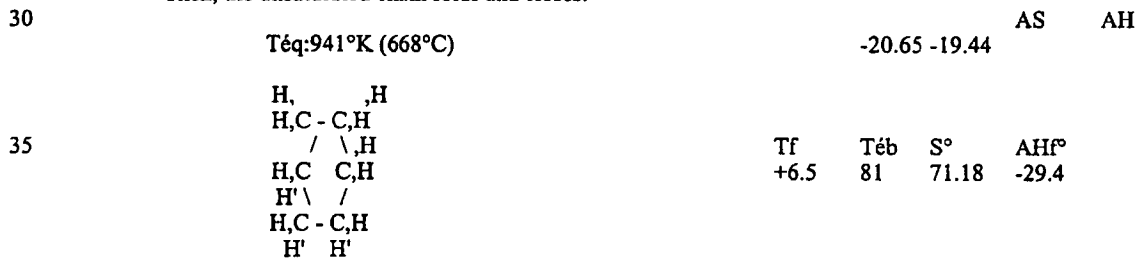 30 AS AH
Téq:941°K (668°C) -20.65 -19.44
H, ,H
H,C - C,H
/ \ ,H
35 Tf Téb S° AHf°
H,C C,H +6.5 81 71.18 -29.4
H' \ /
H,C - C,H
H' H'